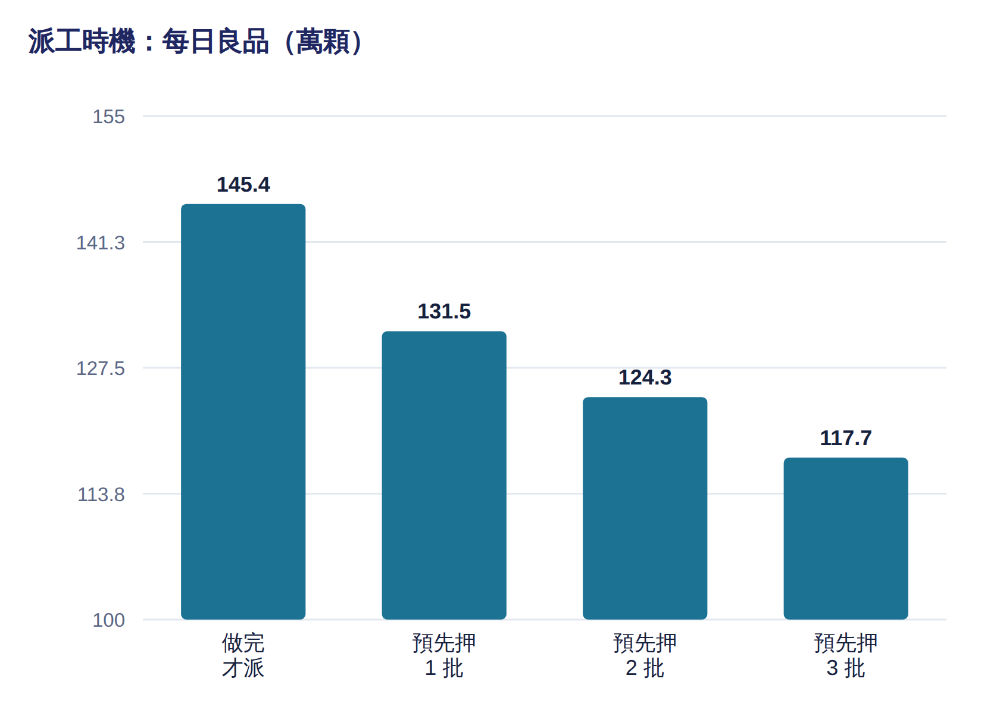 派工時機：每日良品（萬顆）
155
141.3
127.5
113.8
100
145.4
131.5
124.3
117.7
做完
才派
預先押
1 批
預先押
2 批
預先押
3 批